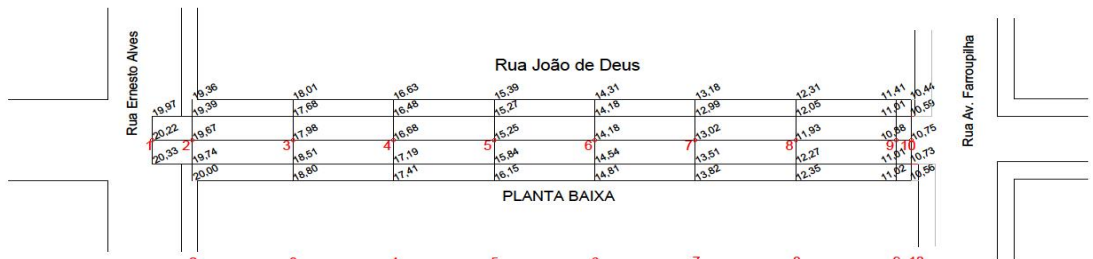 Rua Ernesto Alves
Rua João de Deus
Rua Av. Farroupilha
19,36 18,01 16,63 15,39 14,31 13,18 12,31 11,41 10,44
19,97 19,39 17,68 16,48 15,27 14,18 12,99 12,05 11,01 10,59
20,22 19,67 17,98 16,68 15,25 14,18 13,02 11,93 10,88 10,75
1 2 3 4 5 6 7 8 9 10
20,33 19,74 18,51 17,19 15,84 14,54 13,51 12,27 11,01 10,73
20,00 18,80 17,41 16,15 14,81 13,82 12,35 11,02 10,56
PLANTA BAIXA